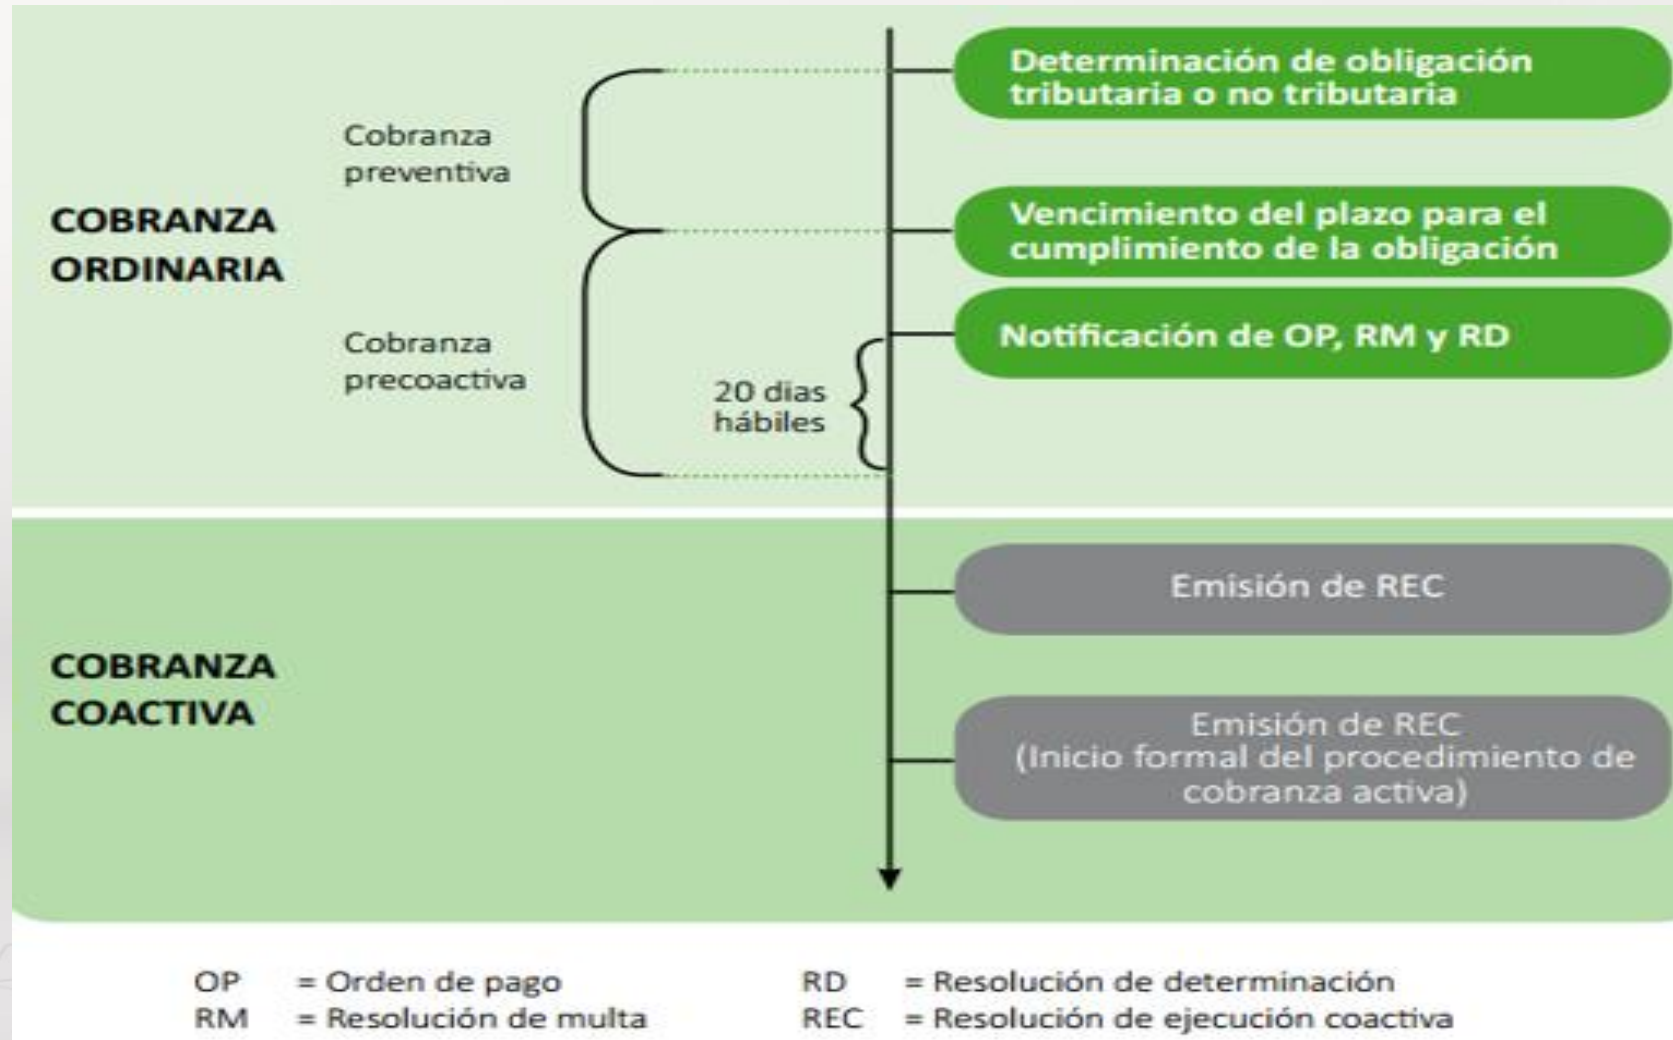 Determinación de obligación
tributaria o no tributaria
Cobranza
preventiva
COBRANZA
ORDINARIA
Vencimiento del plazo para el
cumplimiento de la obligación
Notificación de OP, RM y RD
Cobranza
precoactiva
20 dias
hábiles
Emisión de REC
COBRANZA
COACTIVA
Emisión de REC
(Inicio formal del procedimiento de
cobranza activa)
OP = Orden de pago
RM = Resolución de multa
RD = Resolución de determinación
REC = Resolución de ejecución coactiva